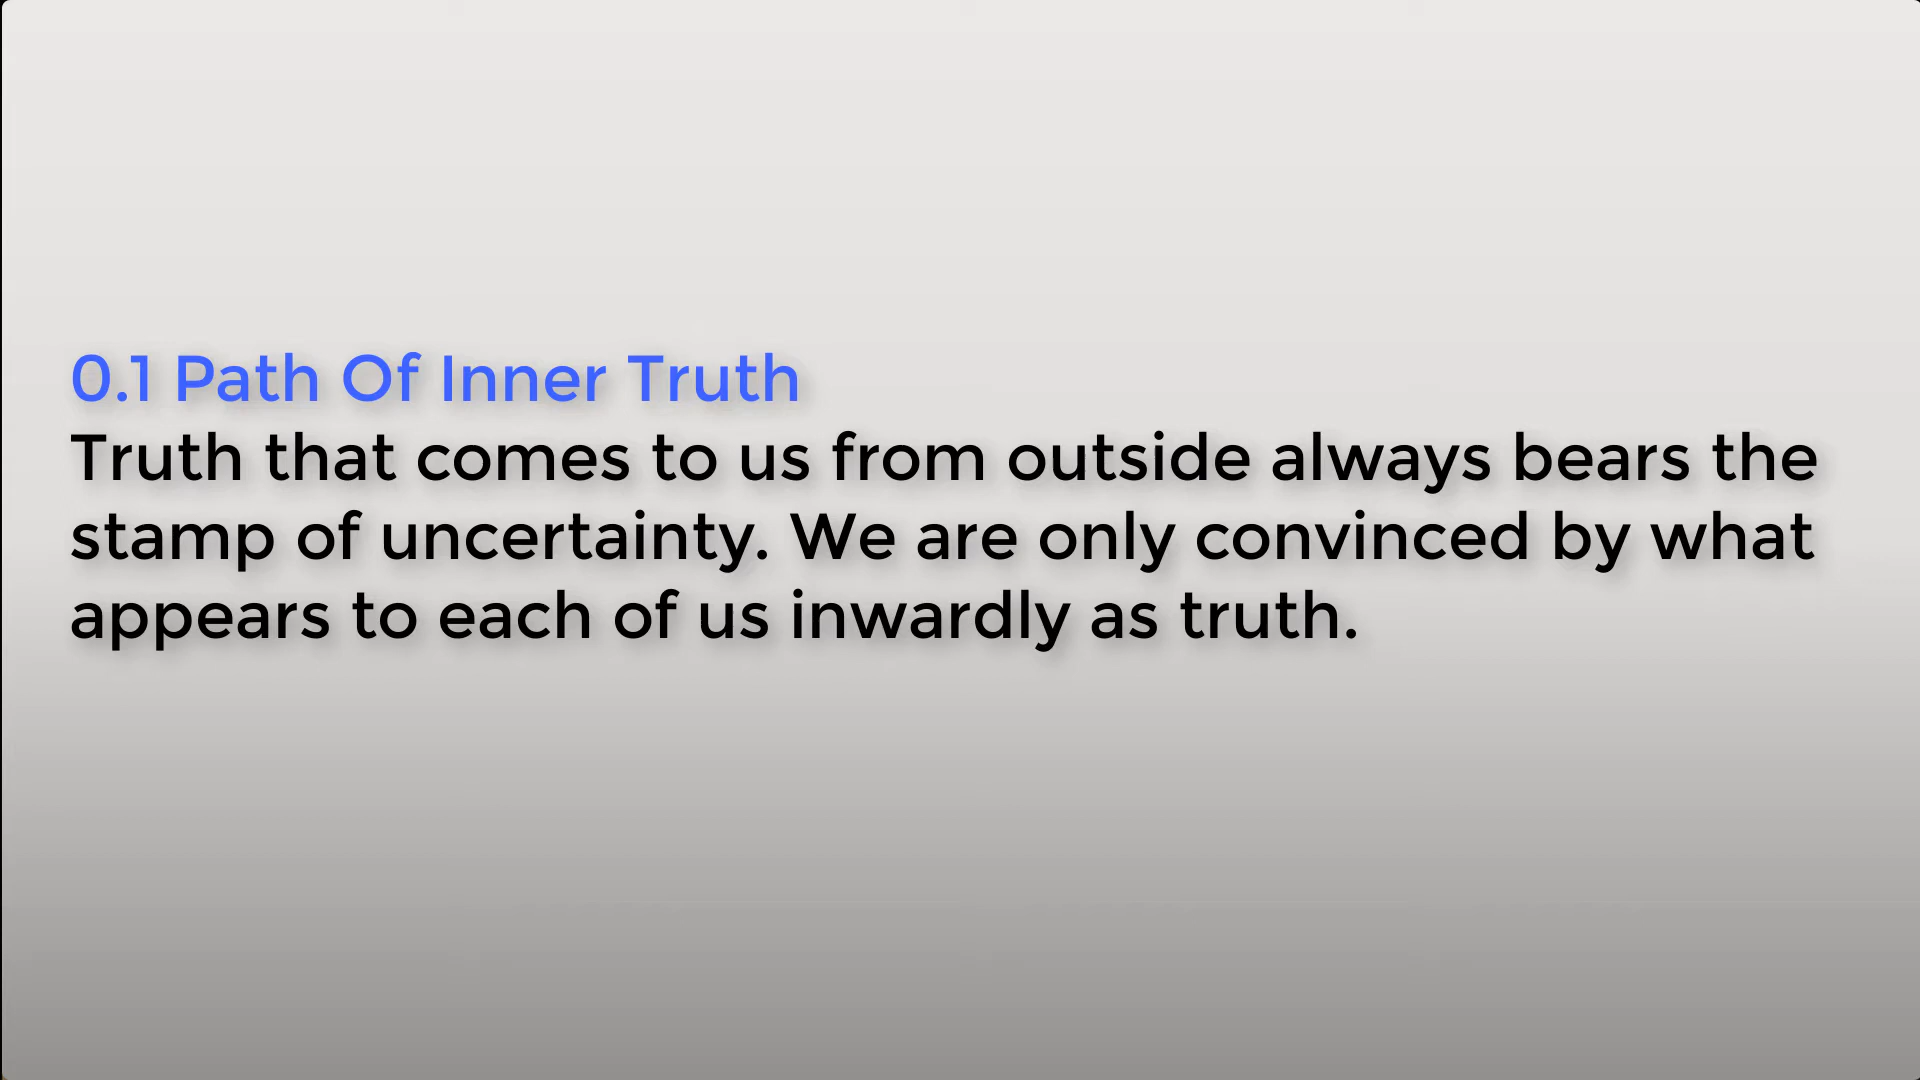 0.1 Path Of Inner Truth
Truth that comes to us from outside always bears the
stamp of uncertainty. We are only convinced by what
appears to each of us inwardly as truth.